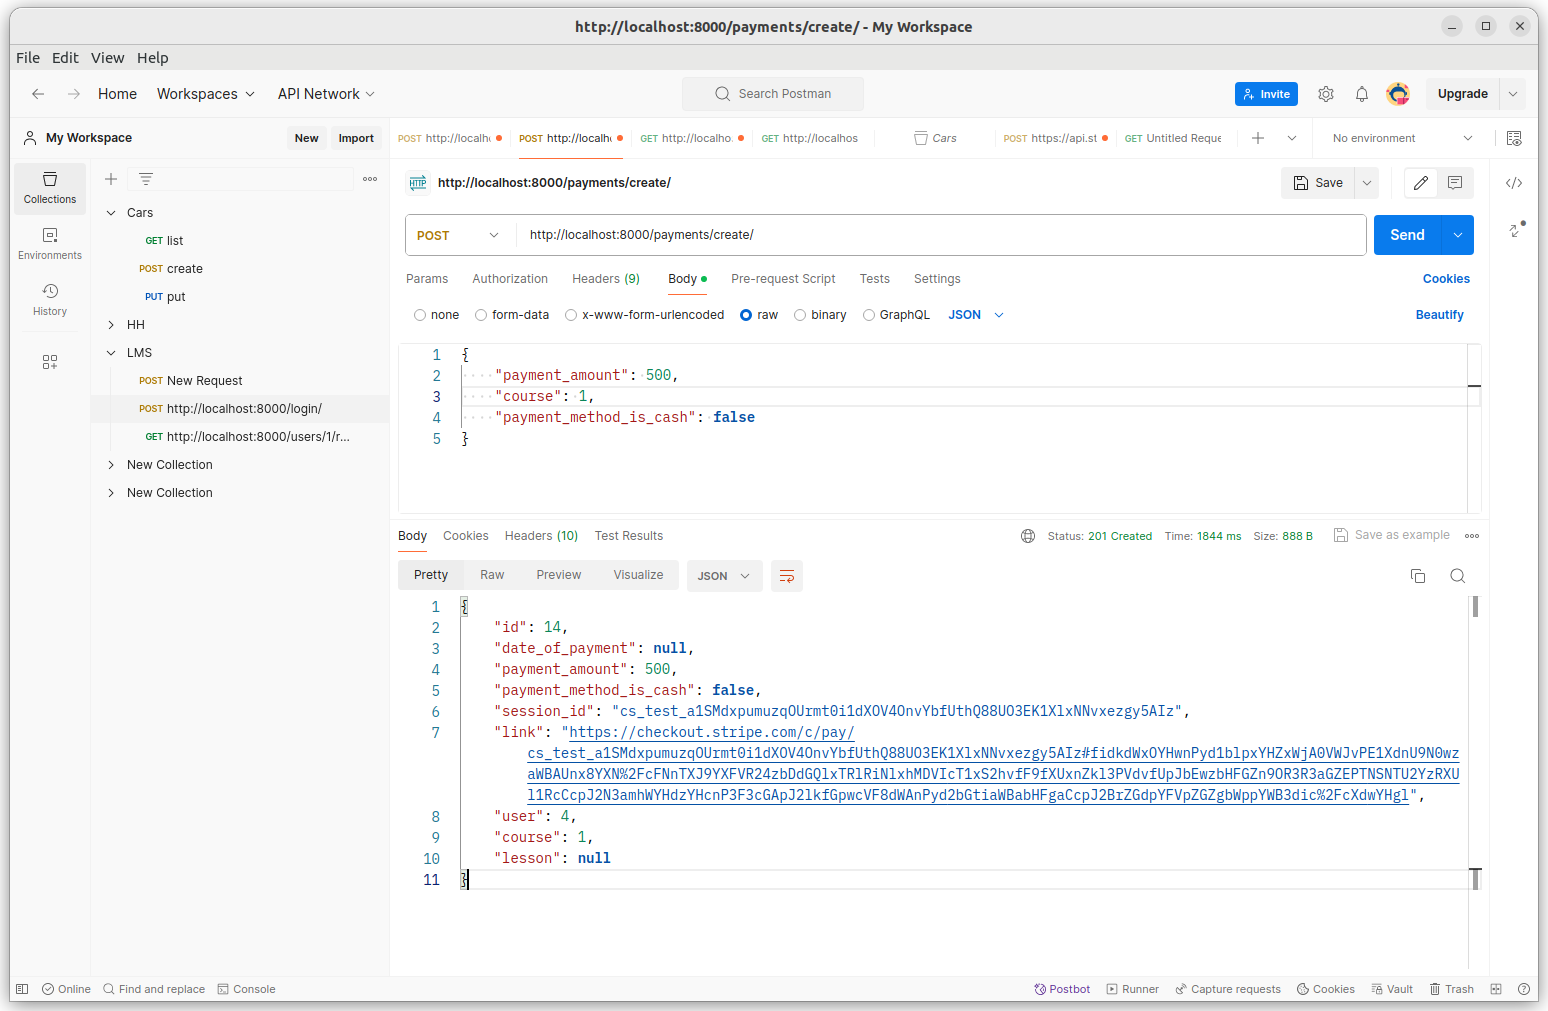 http://localhost:8000/payments/create/ - My Workspace
File Edit View Help
Home Workspaces API Network Search Postman Invite Upgrade
My Workspace New Import
POST http://localh POST http://localh GET http://localho. GET http://localhos Cars POST https://api.st GET Untitled Reque No environment
Collections
Environments
History
Cars
GET list
POST create
PUT put
HH
LMS
POST New Request
POST http://localhost:8000/login/
GET http://localhost:8000/users/1/r...
New Collection
New Collection
HTTP http://localhost:8000/payments/create/ Save
POST http://localhost:8000/payments/create/ Send
Params Authorization Headers (9) Body Pre-request Script Tests Settings Cookies
none form-data x-www-form-urlencoded raw binary GraphQL JSON Beautify
1 {
2 "payment_amount": 500,
3 "course": 1,
4 "payment_method_is_cash": false
5 }
Body Cookies Headers (10) Test Results Status: 201 Created Time: 1844 ms Size: 888 B Save as example
Pretty Raw Preview Visualize JSON
1 {
2 "id": 14,
3 "date_of_payment": null,
4 "payment_amount": 500,
5 "payment_method_is_cash": false,
6 "session_id": "cs_test_a1SMdxpumuzqOUrmt0i1dXOV4OnvYbfUthQ88UO3EK1XlxNNvxezgy5AIz",
7 "link": "https://checkout.stripe.com/c/pay/
cs_test_a1SMdxpumuzqOUrmt0i1dXOV4OnvYbfUthQ88UO3EK1XlxNNvxezgy5AIz#fidkdWxOYHwnPyd1blpxYHZxWjA0VWJvPE1XdnU9N0wz
aWBAUnx8YXN%2FcFNnTXJ9YXFVR24zbDdGQlxTRlRiNlxhMDVIcT1xS2hvfF9fXUxnZkl3PVdvfUpJbEwzbHFGZn9OR3R3aGZEPTNSNTU2YzRXU
l1RcCcpJ2N3amhWYHdzYHcnP3F3cGApJ2lkfGpwcVF8dWAnPyd2bGtiaWBabHFgaCcpJ2BrZGdpYFVpZGZgbWppYWB3dic%2FcXdwYHgl",
8 "user": 4,
9 "course": 1,
10 "lesson": null
11 }
Online Find and replace Console Postbot Runner Capture requests Cookies Vault Trash